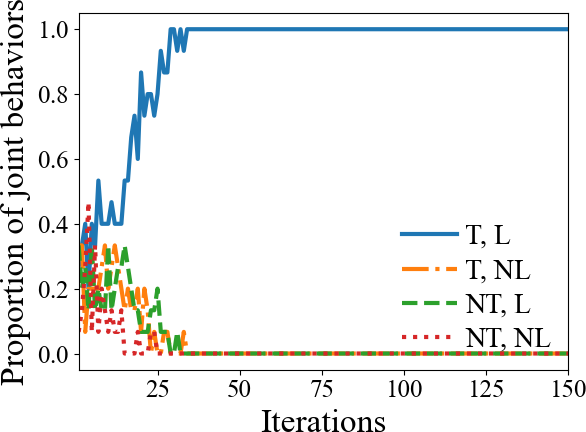 Proportion of joint behaviors
1.0
0.8
0.6
0.4
0.2
0.0
T, L
T, NL
NT, L
NT, NL
25 50 75 100 125 150
Iterations